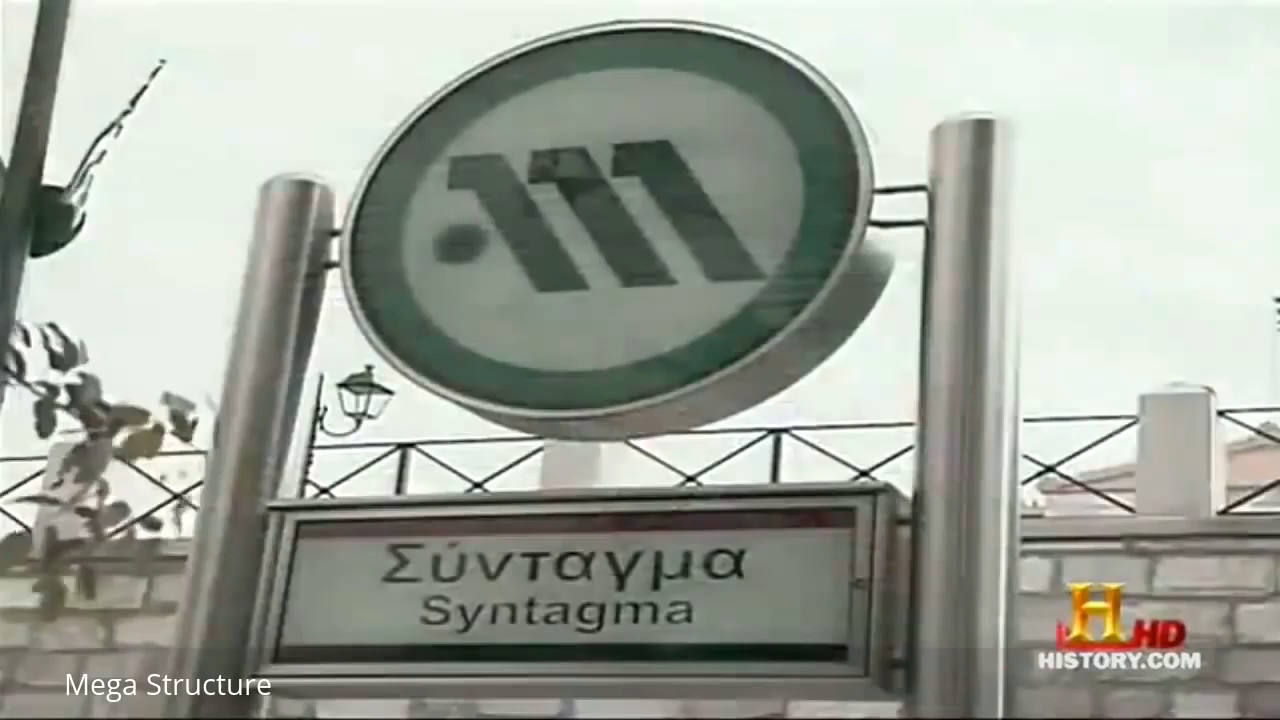 Σύνταγμα
Syntagma
H HD
HISTORY.COM
Mega Structure